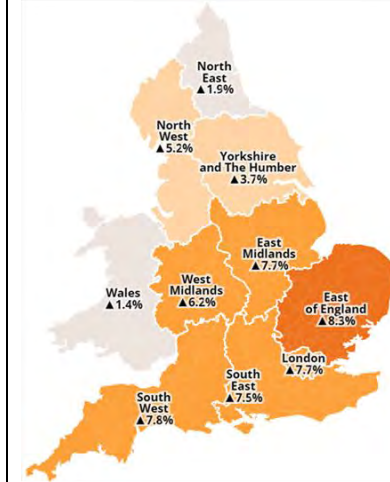 North
East
▲1.9%
North
West
▲5.2%
Yorkshire
and The Humber
▲3.7%
East
Midlands
▲7.7%
West
Midlands
▲6.2%
Wales
▲1.4%
East
of England
▲8.3%
London
▲7.7%
South
East
▲7.5%
South
West
▲7.8%